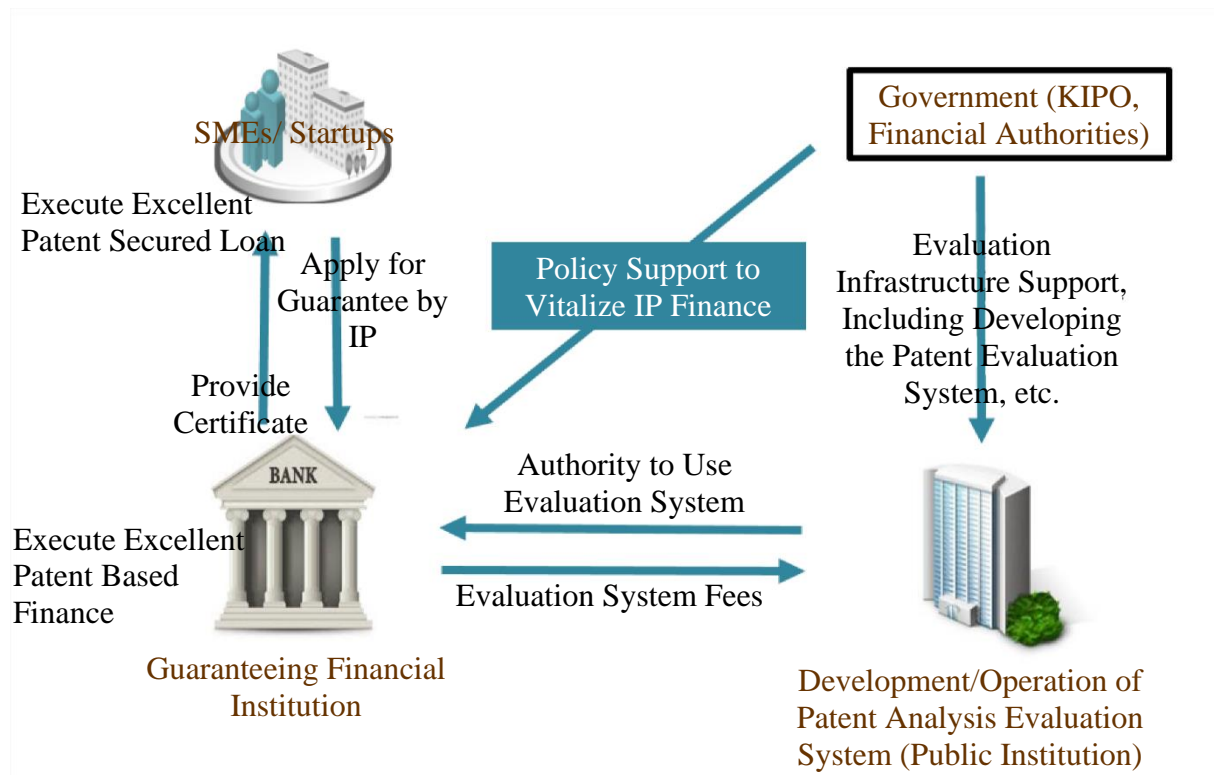 SMEs/ Startups
Government (KIPO,
Financial Authorities)
Execute Excellent
Patent Secured Loan
Apply for
Guarantee by
IP
Policy Support to
Vitalize IP Finance
Evaluation
Infrastructure Support,
Including Developing
the Patent Evaluation
System, etc.
Provide
Certificate
BANK
Authority to Use
Evaluation System
Execute Excellent
Patent Based
Finance
Evaluation System Fees
Guaranteeing Financial
Institution
Development/Operation of
Patent Analysis Evaluation
System (Public Institution)